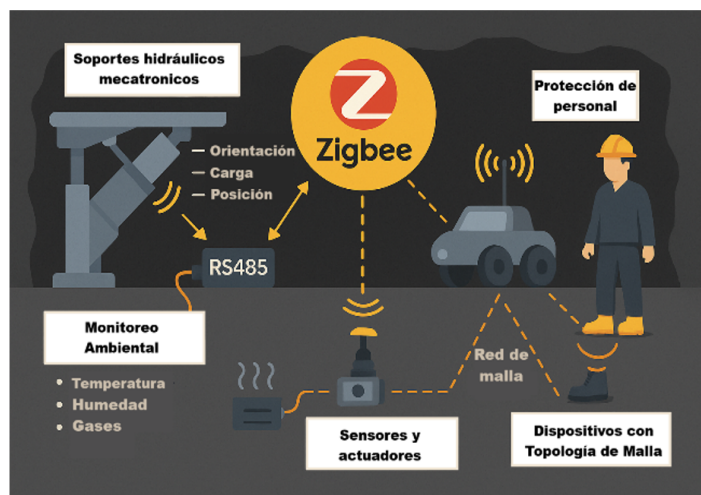 Soportes hidráulicos
mecatronicos
Zigbee
Protección de
personal
— Orientación
— Carga
— Posición
RS485
Monitoreo
Ambiental
• Temperatura
• Humedad
• Gases
Red de
malla
Sensores y
actuadores
Dispositivos con
Topología de Malla